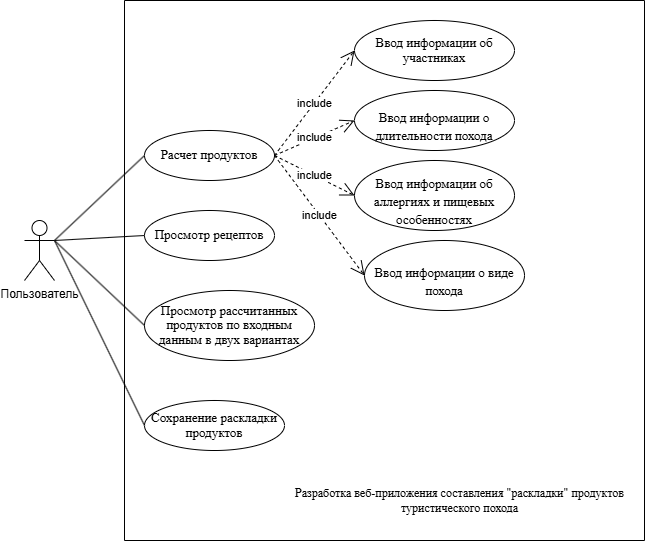 Ввод информации об
участниках
include
Ввод информации о
длительности похода
include
Расчет продуктов
include
Ввод информации об
аллергиях и пищевых
особенностях
include
Просмотр рецептов
Ввод информации о виде
похода
Пользователь
Просмотр рассчитанных
продуктов по входным
данным в двух вариантах
Сохранение раскладки
продуктов
Разработка веб-приложения составления "раскладки" продуктов
туристического похода